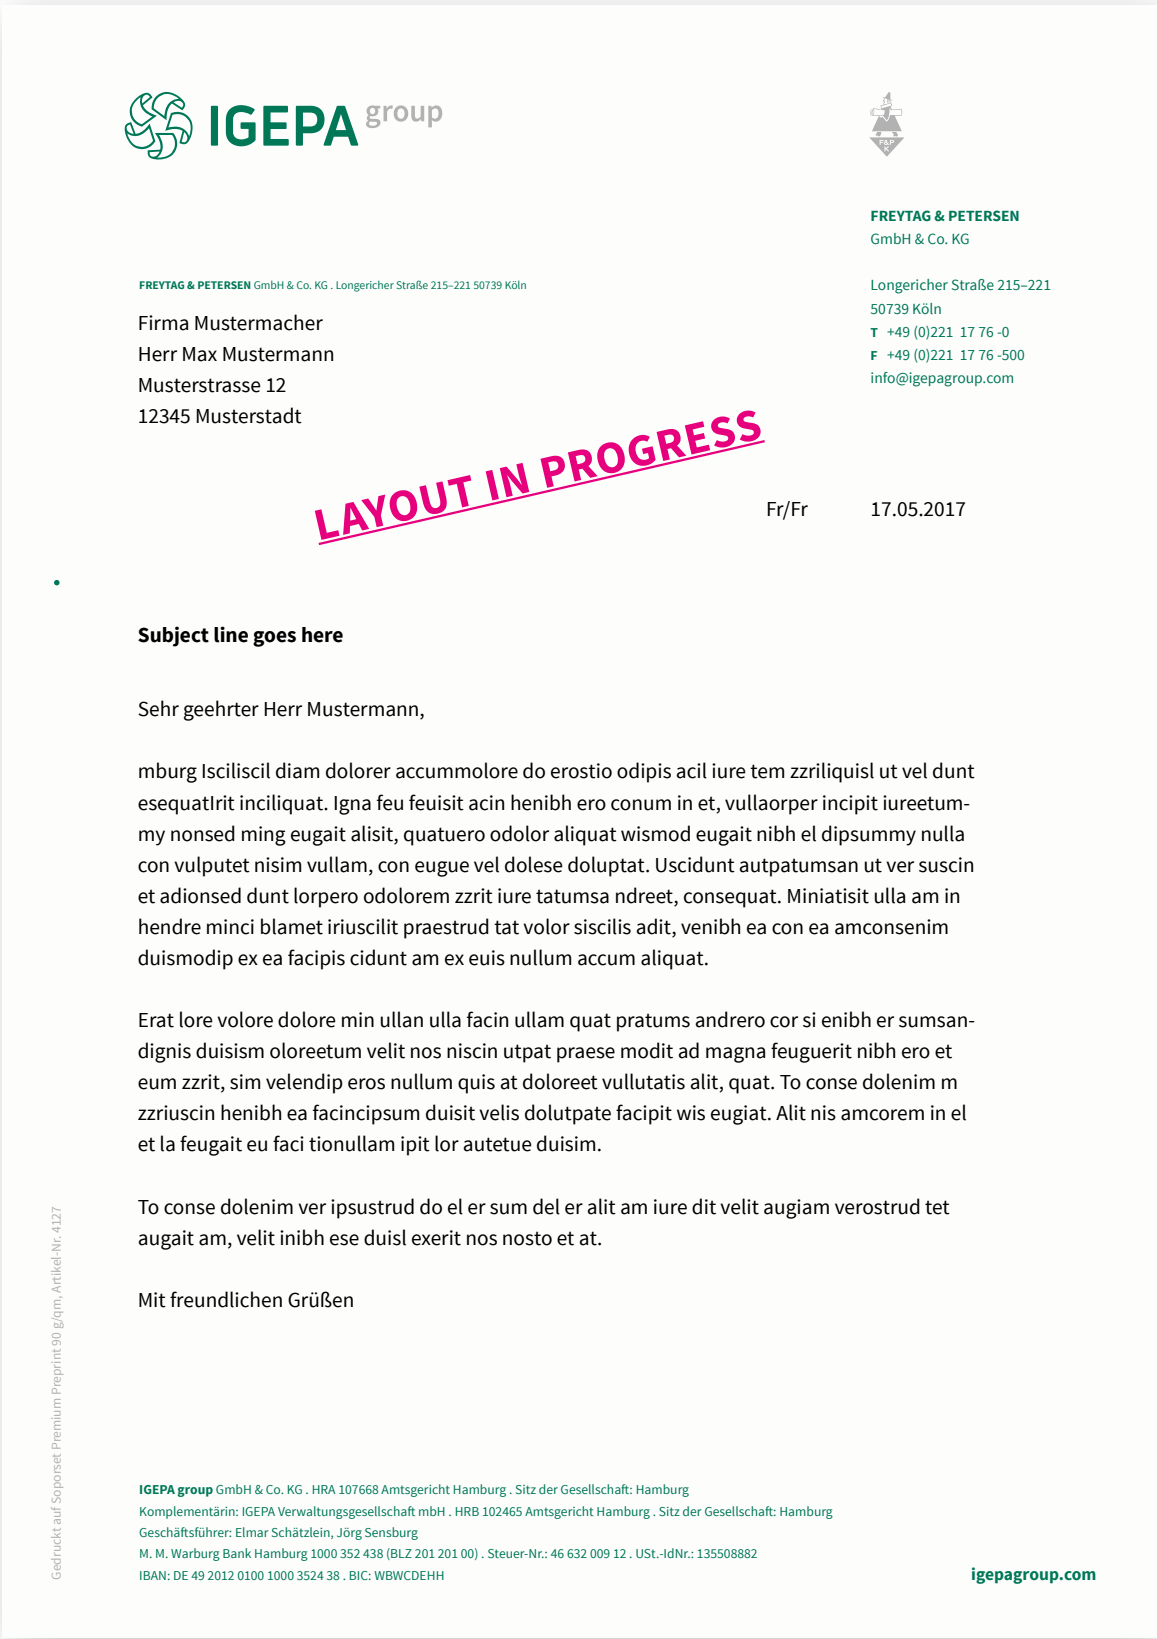 IGEPA group
F&P
K
FREYTAG & PETERSEN
GmbH & Co. KG
Longericher Straße 215–221
50739 Köln
T +49 (0)221 17 76 -0
F +49 (0)221 17 76 -500
info@igepagroup.com
FREYTAG & PETERSEN GmbH & Co. KG . Longericher Straße 215–221 50739 Köln
Firma Mustermacher
Herr Max Mustermann
Musterstrasse 12
12345 Musterstadt
LAYOUT IN PROGRESS
Fr/Fr 17.05.2017
Subject line goes here
Sehr geehrter Herr Mustermann,
mburg Isciliscil diam dolorer accummolore do erostio odipis acil iure tem zzriliquisl ut vel dunt
esequatIrit inciliquat. Igna feu feuisit acin henibh ero conum in et, vullaorper incipit iureetum-
my nonsed ming eugait alisit, quatuero odolor aliquat wismod eugait nibh el dipsummy nulla
con vulputet nisim vullam, con eugue vel dolese doluptat. Uscidunt autpatumsan ut ver suscin
et adionsed dunt lorpero odolorem zzrit iure tatumsa ndreet, consequat. Miniatisit ulla am in
hendre minci blamet iriuscilit praestrud tat volor siscilis adit, venibh ea con ea amconsenim
duismodip ex ea facipis cidunt am ex euis nullum accum aliquat.
Erat lore volore dolore min ullan ulla facin ullam quat pratums andrero cor si enibh er sumsan-
dignis duisism oloreetum velit nos niscin utpat praese modit ad magna feuguerit nibh ero et
eum zzrit, sim velendip eros nullum quis at doloreet vullutatis alit, quat. To conse dolenim m
zzriuscin henibh ea facincipsum duisit velis dolutpate facipit wis eugiat. Alit nis amcorem in el
et la feugait eu faci tionullam ipit lor autetue duisim.
To conse dolenim ver ipsustrud do el er sum del er alit am iure dit velit augiam verostrud tet
augait am, velit inibh ese duisl exerit nos nosto et at.
Mit freundlichen Grüßen
Gedruckt auf Soporset Premium Preprint 90 g/qm, Artikel-Nr. 4127
IGEPA group GmbH & Co. KG . HRA 107668 Amtsgericht Hamburg . Sitz der Gesellschaft: Hamburg
Komplementärin: IGEPA Verwaltungsgesellschaft mbH . HRB 102465 Amtsgericht Hamburg . Sitz der Gesellschaft: Hamburg
Geschäftsführer: Elmar Schätzlein, Jörg Sensburg
M. M. Warburg Bank Hamburg 1000 352 438 (BLZ 201 201 00) . Steuer-Nr.: 46 632 009 12 . USt.-IdNr.: 135508882
IBAN: DE 49 2012 0100 1000 3524 38 . BIC: WBWCDEHH
igepagroup.com